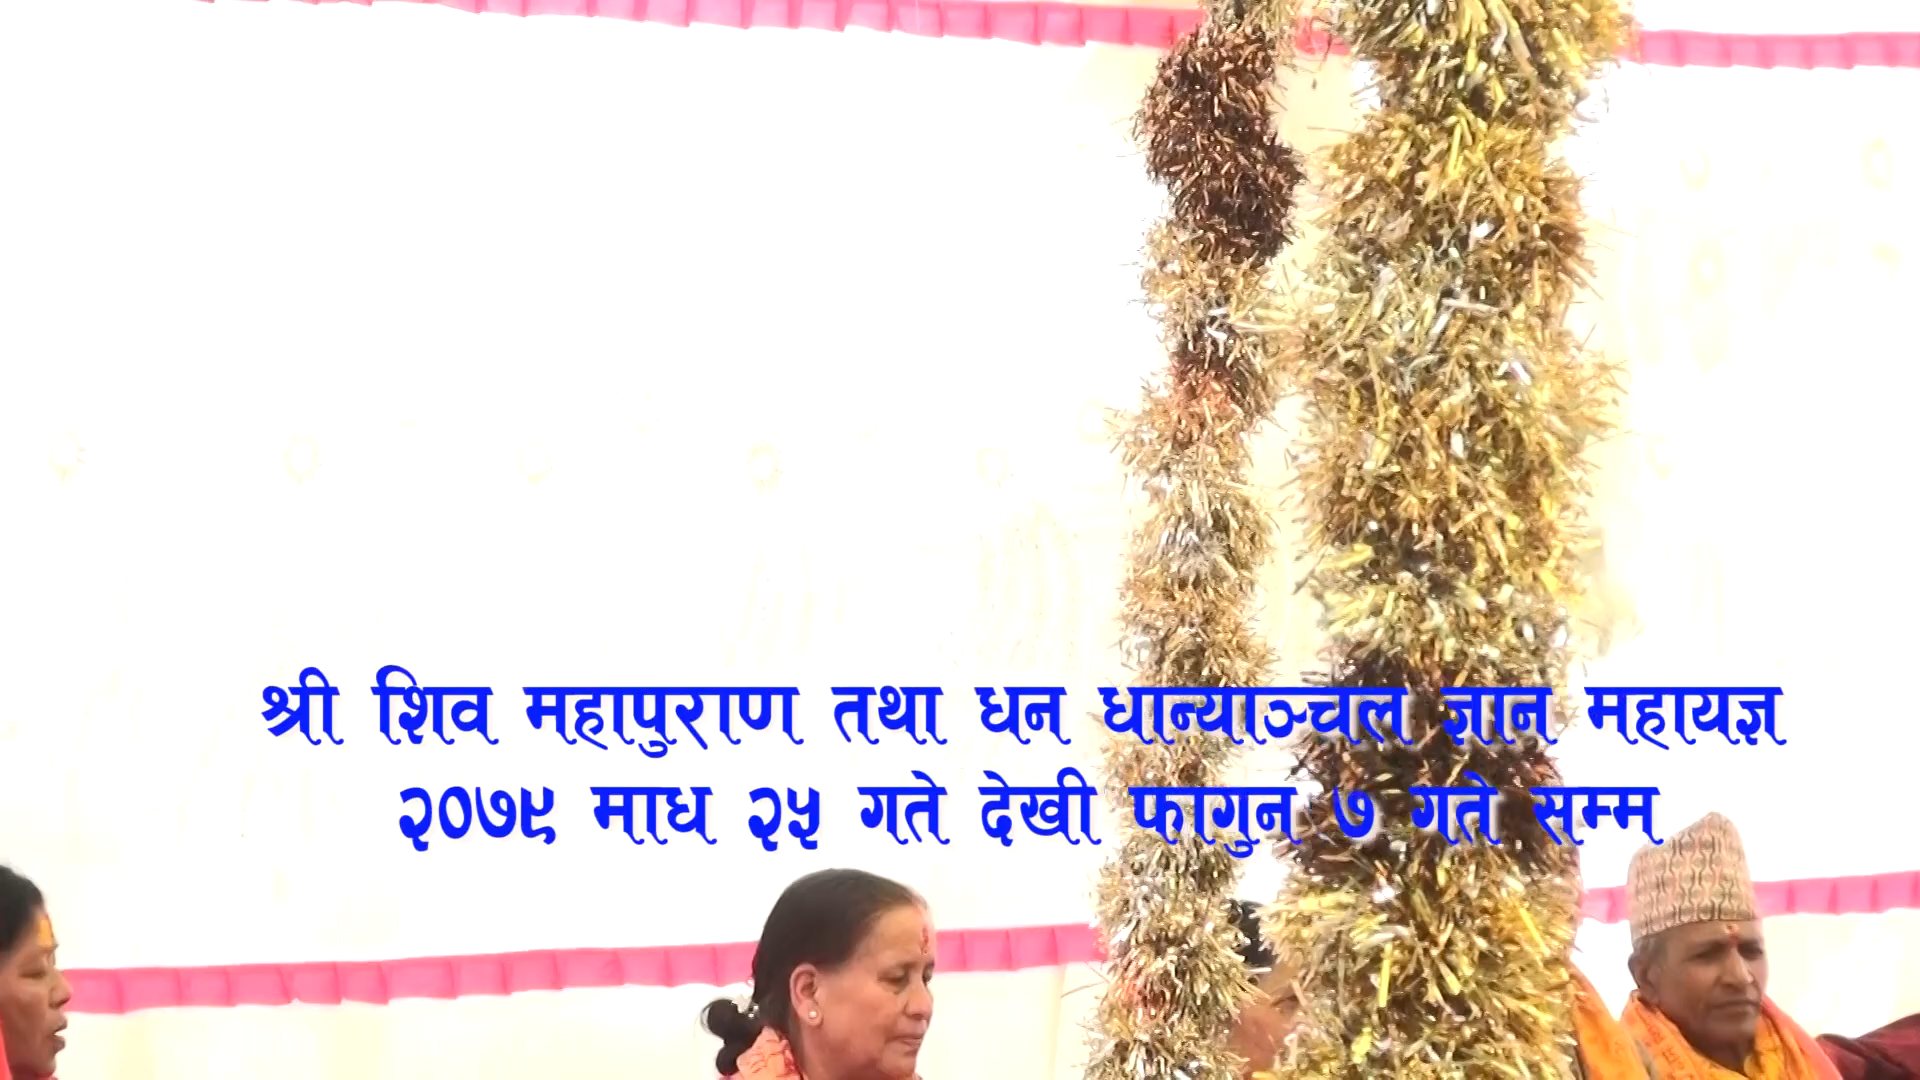 श्री शिव महापुराण तथा धन धान्याञ्चल ज्ञान महायज्ञ
२०७९ माध २५ गते देखी फागुन ७ गते सम्म